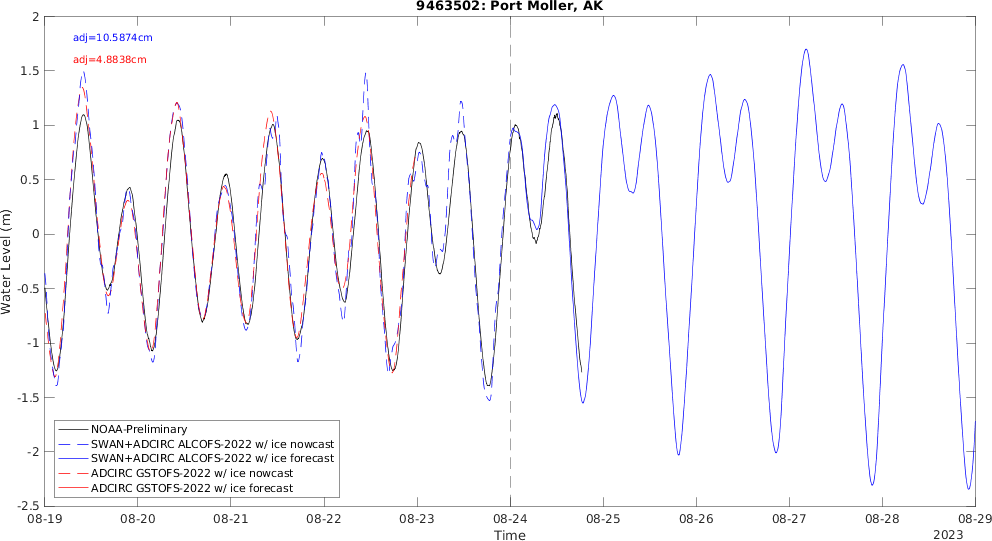 9463502: Port Moller, AK
adj=10.5874cm
adj=4.8838cm
Water Level (m)
2
1.5
1
0.5
0
-0.5
-1
-1.5
-2
-2.5
NOAA-Preliminary
SWAN+ADCIRC ALCOFS-2022 w/ ice nowcast
SWAN+ADCIRC ALCOFS-2022 w/ ice forecast
ADCIRC GSTOFS-2022 w/ ice nowcast
ADCIRC GSTOFS-2022 w/ ice forecast
08-19 08-20 08-21 08-22 08-23 08-24 08-25 08-26 08-27 08-28 08-29
Time
2023